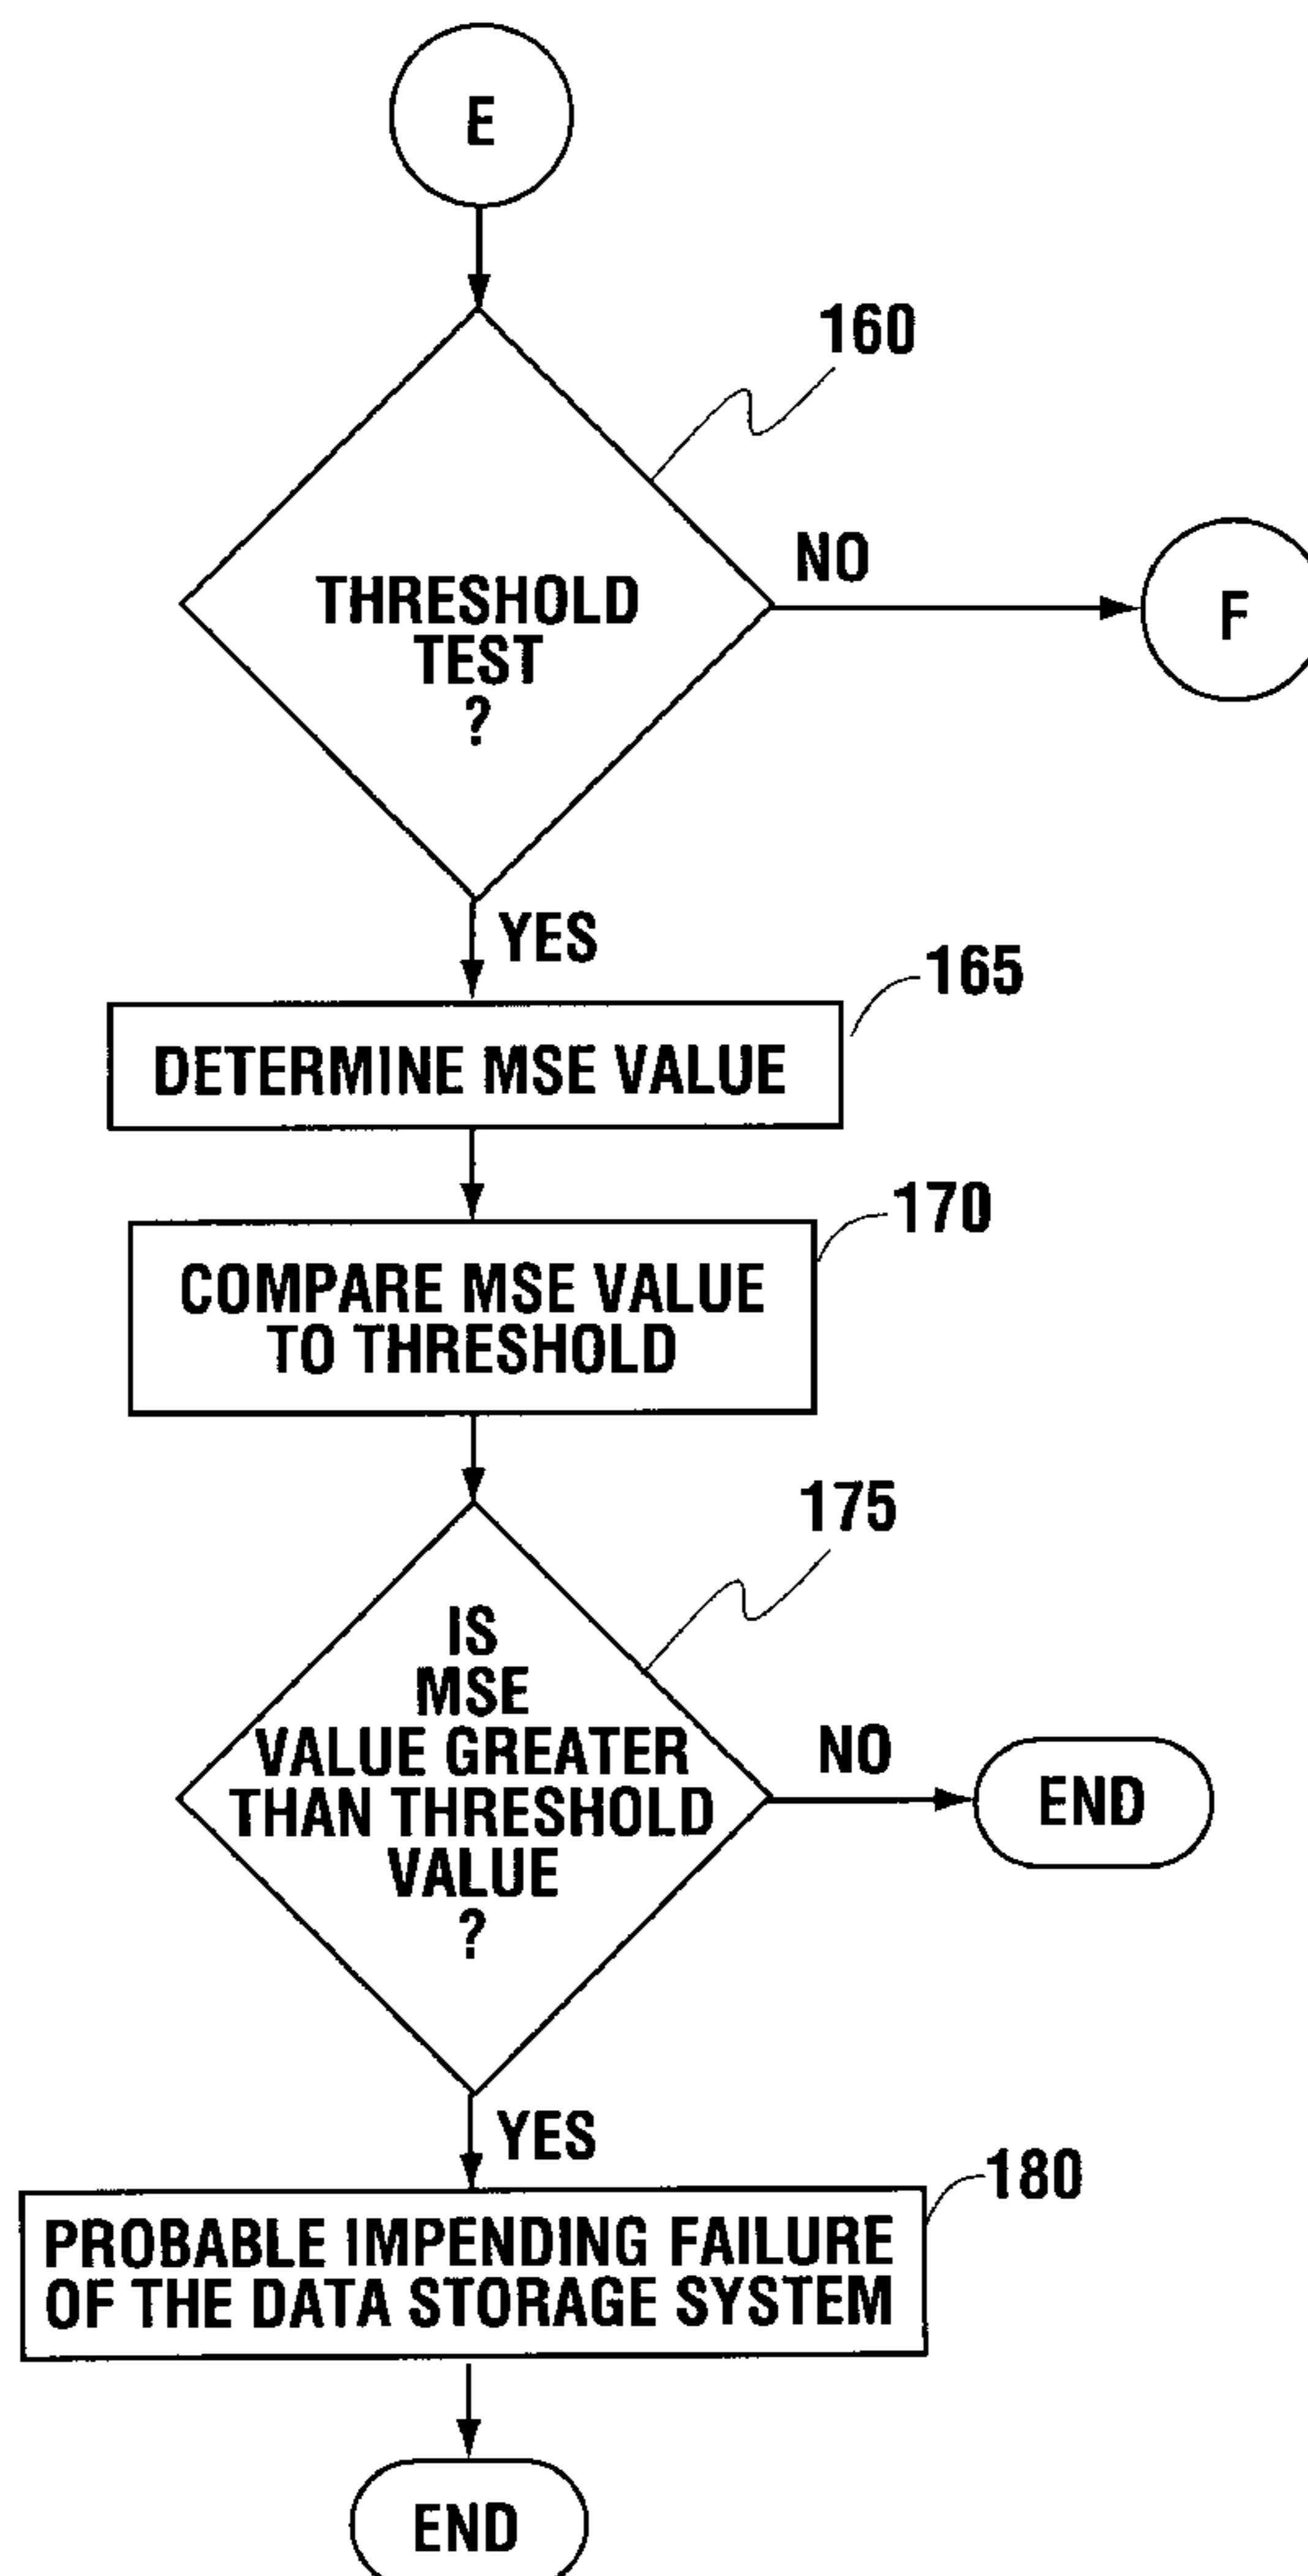 E
160
THRESHOLD
TEST
?
NO
F
YES
165
DETERMINE MSE VALUE
170
COMPARE MSE VALUE
TO THRESHOLD
175
IS
MSE
VALUE GREATER
THAN THRESHOLD
VALUE
?
NO
END
YES
180
PROBABLE IMPENDING FAILURE
OF THE DATA STORAGE SYSTEM
END